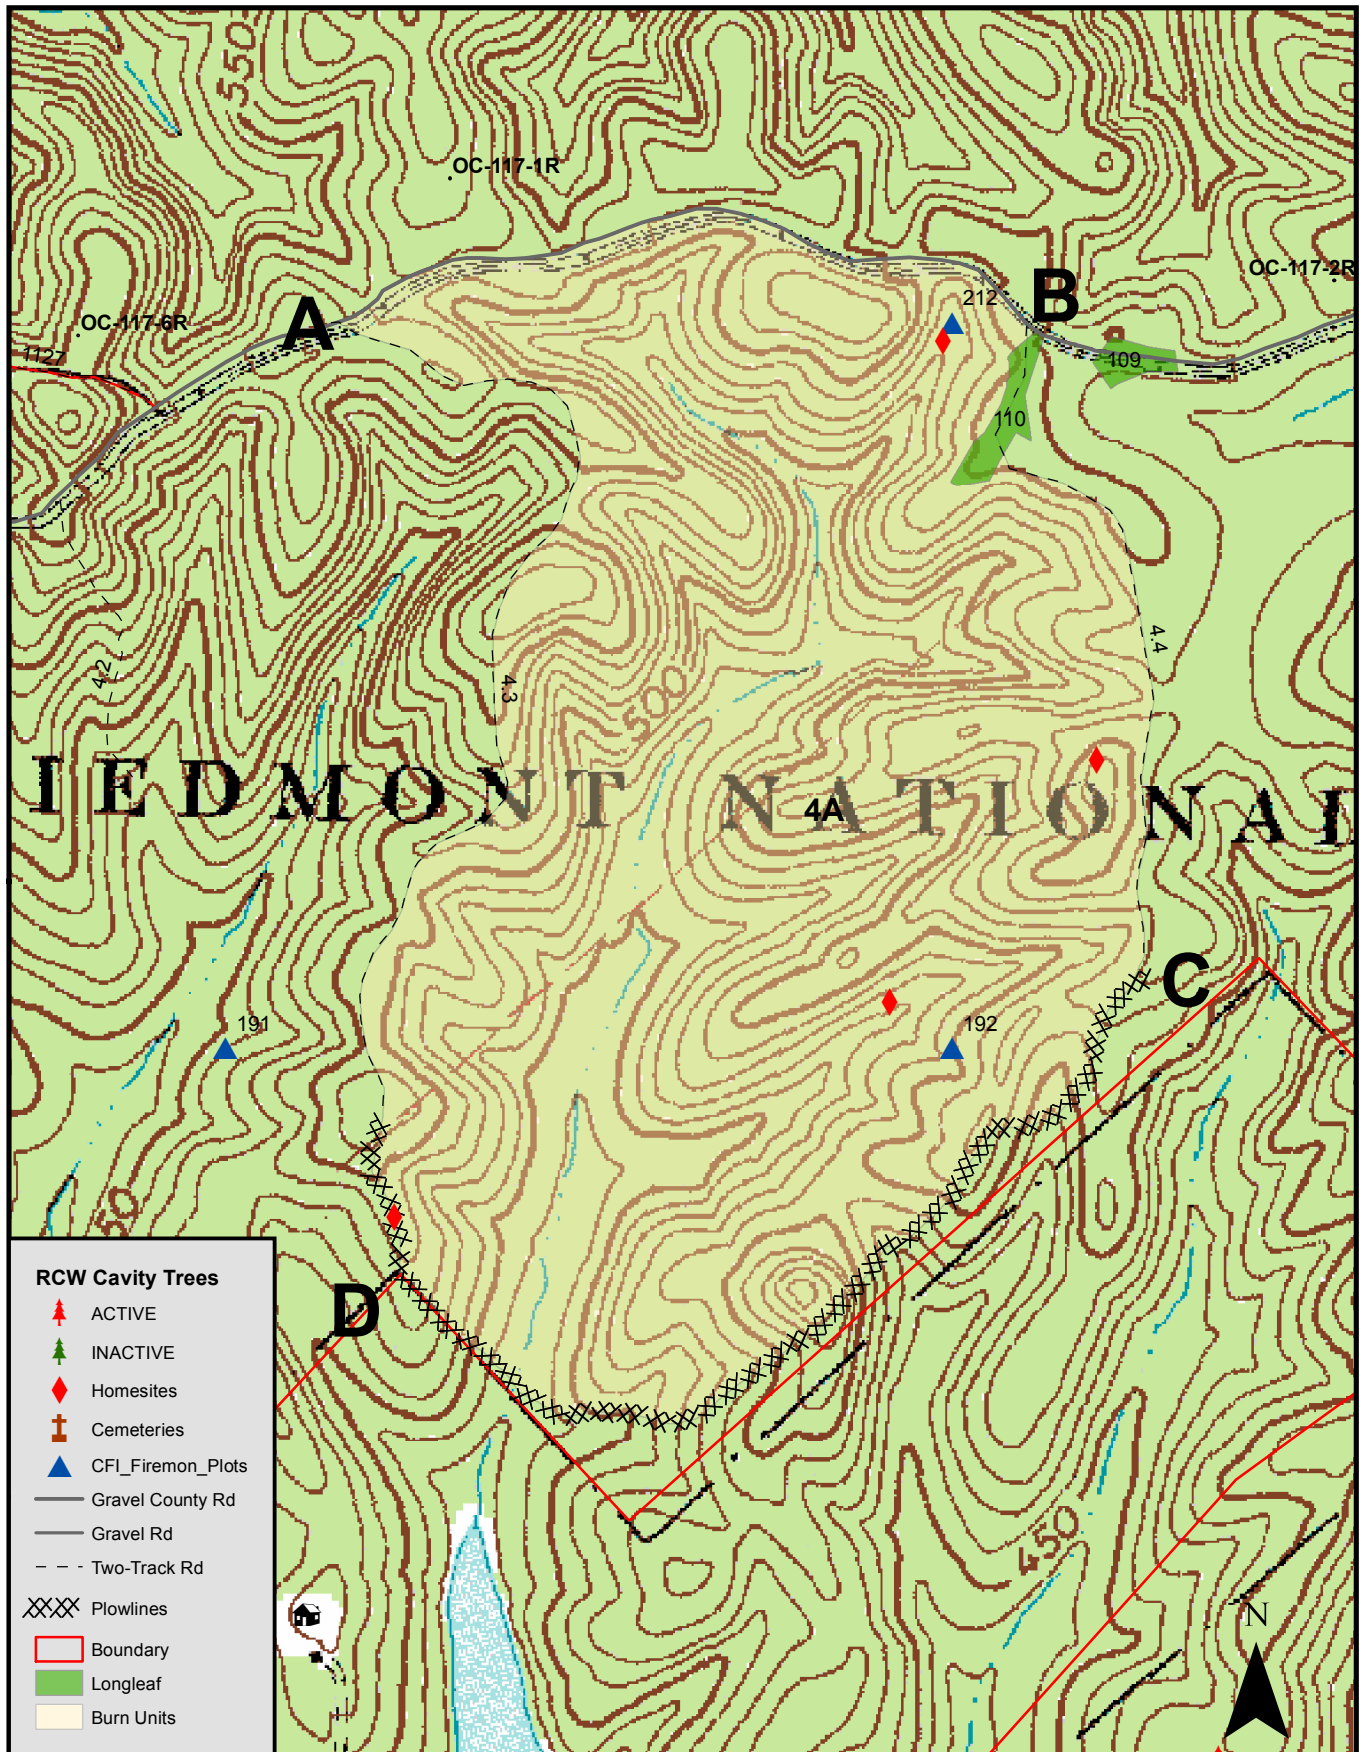 550
OC-117-1R
OC-117-2R
B
212
A
OC-117-6R
1127
109
110
4.4
4.2
4.3
500
IEDMONT NATIONAL
4A
C
191
192
50
D
RCW Cavity Trees
ACTIVE
INACTIVE
Homesites
Cemeteries
CFI_Firemon_Plots
Gravel County Rd
Gravel Rd
Two-Track Rd
Plowlines
Boundary
Longleaf
Burn Units
450
N